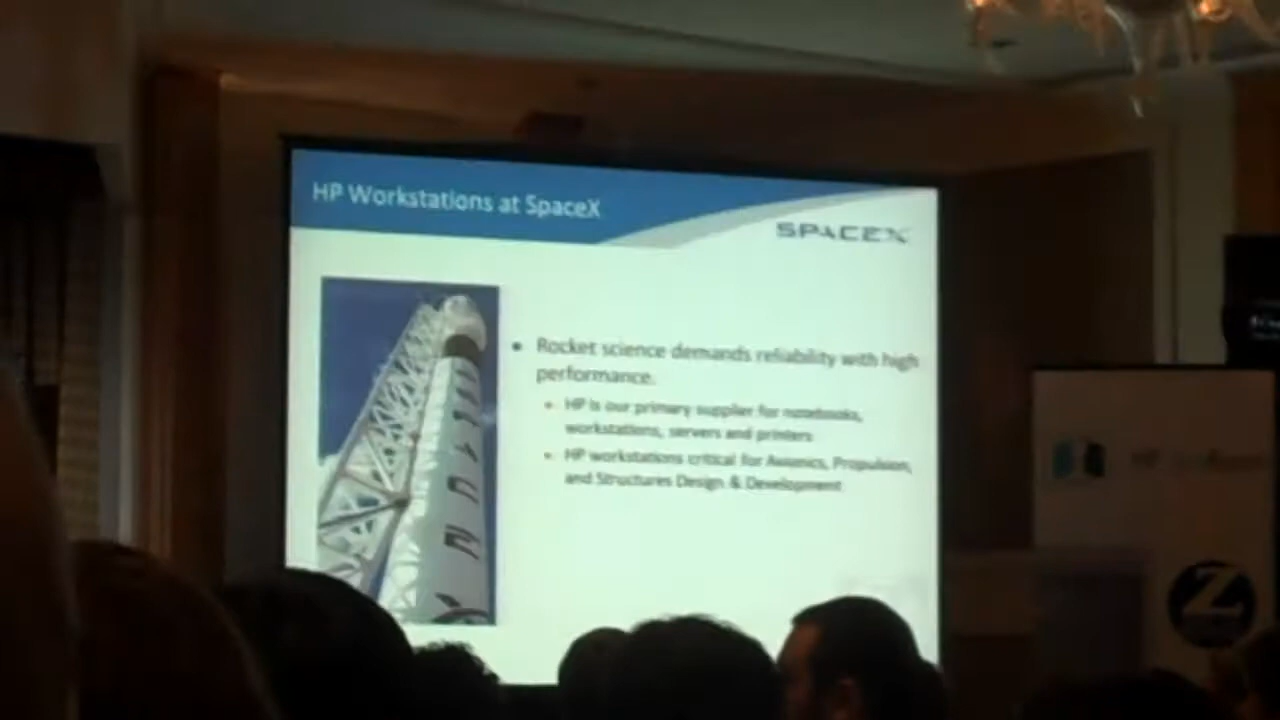 HP Workstations at SpaceX
SPACEX
• Rocket science demands reliability with high
performance.
• HP is our primary supplier for notebooks,
workstations, servers and printers
• HP workstations critical for Avionics, Propulsion,
and Structures Design & Development
HP
Z